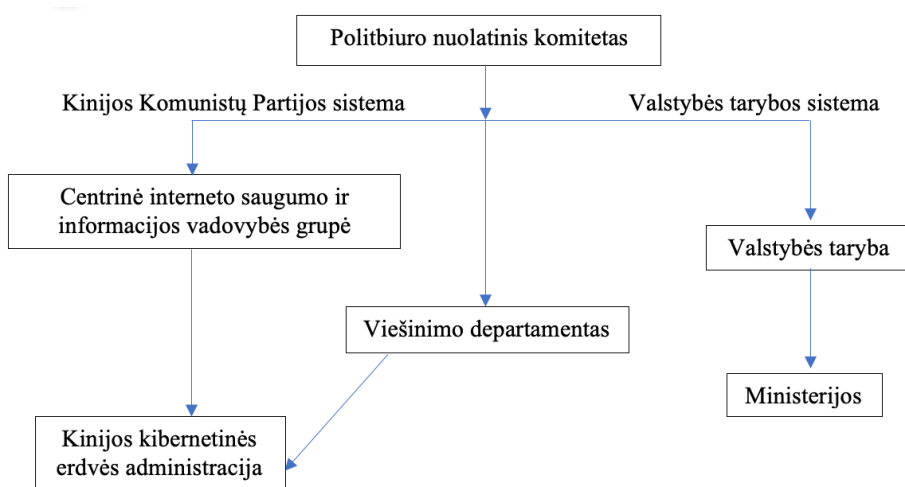 Politbiuro nuolatinis komitetas
Kinijos Komunistų Partijos sistema
Valstybės tarybos sistema
Centrinė interneto saugumo ir
informacijos vadovybės grupė
Valstybės taryba
Viešinimo departamentas
Ministerijos
Kinijos kibernetinės
erdvės administracija